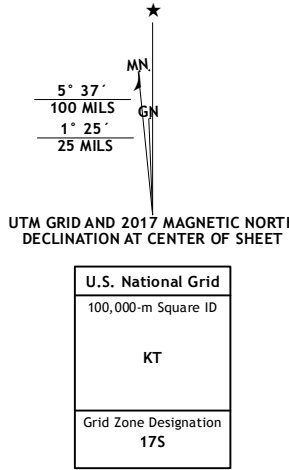 ★
MN.
5° 37´
100 MILS
GN
1° 25´
25 MILS
UTM GRID AND 2017 MAGNETIC NORTH
DECLINATION AT CENTER OF SHEET
U.S. National Grid
100,000-m Square ID
KT
Grid Zone Designation
17S